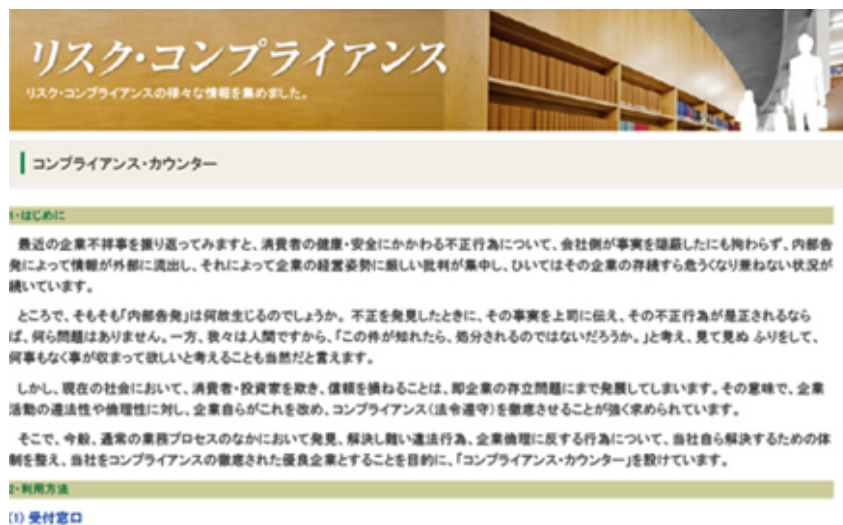 リスク・コンプライアンス
リスク・コンプライアンスの様々な情報を集めました。
コンプライアンス・カウンター
1・はじめに
最近の企業不祥事を振り返ってみますと、消費者の健康・安全にかかわる不正行為について、会社側が事実を隠蔽したにも拘わらず、内部告
発によって情報が外部に流出し、それによって企業の経営姿勢に厳しい批判が集中し、ひいてはその企業の存続すら危うくなり兼ねない状況が
続いています。
ところで、そもそも「内部告発」は何故生じるのでしょうか。不正を発見したときに、その事実を上司に伝え、その不正行為が是正されるなら
ば、何ら問題はありません。一方、我々は人間ですから、「この件が知れたら、処分されるのではないだろうか。」と考え、見て見ぬ ふりをして、
何事もなく事が収まって欲しいと考えることも当然だと言えます。
しかし、現在の社会において、消費者・投資家を欺き、信頼を損ねることは、即企業の存立問題にまで発展してしまいます。その意味で、企業
活動の遵法性や倫理性に対し、企業自らがこれを改め、コンプライアンス(法令遵守)を徹底させることが強く求められています。
そこで、今般、通常の業務プロセスのなかにおいて発見、解決し難い違法行為、企業倫理に反する行為について、当社自ら解決するための体
制を整え、当社をコンプライアンスの徹底された優良企業とすることを目的に、「コンプライアンス・カウンター」を設けています。
2・利用方法
(1) 受付窓口